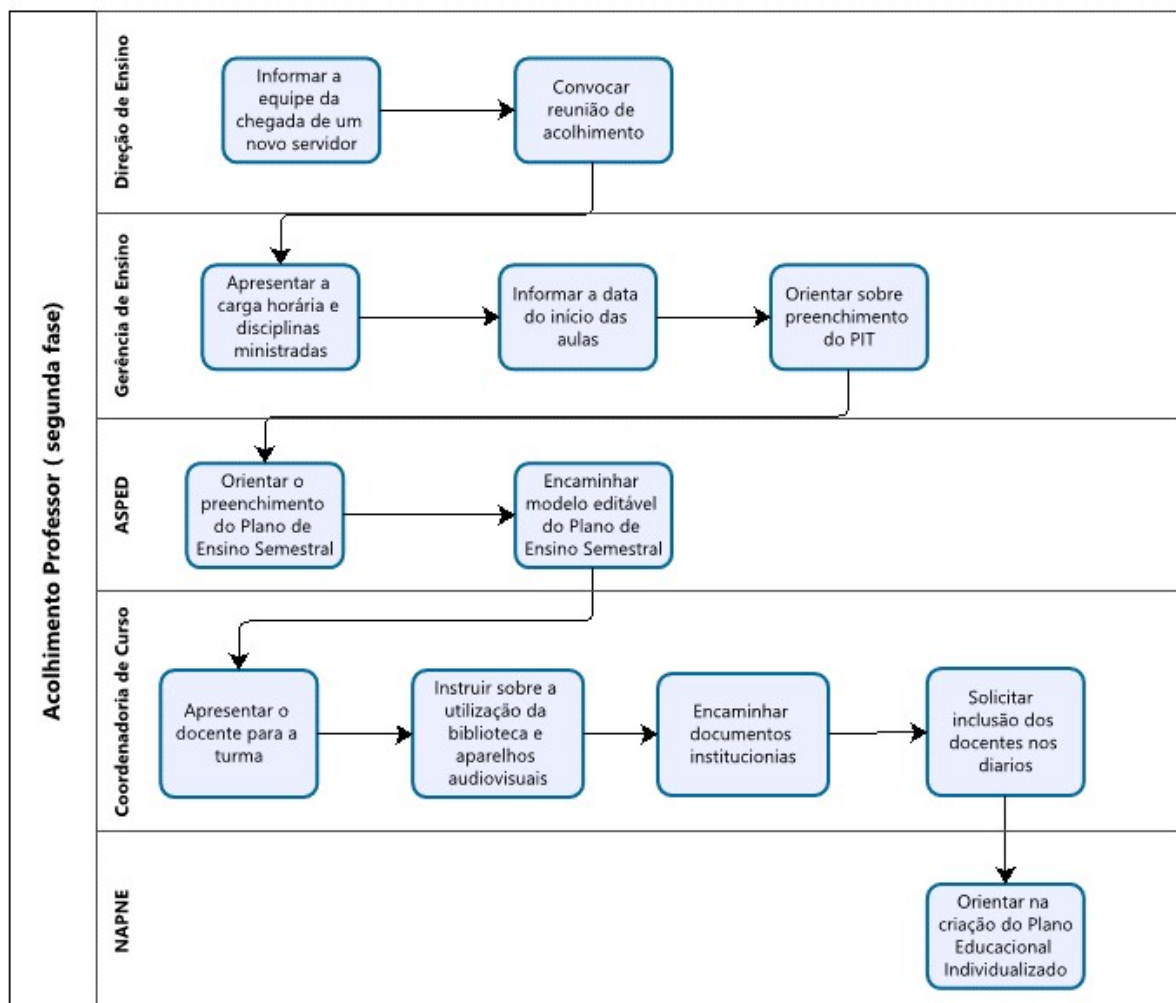 Acolhimento Professor ( segunda fase)
Direção de Ensino
Informar a
equipe da
chegada de um
novo servidor
Convocar
reunião de
acolhimento
Gerência de Ensino
Apresentar a
carga horária e
disciplinas
ministradas
Informar a data
do início das
aulas
Orientar sobre
preenchimento
do PIT
ASPED
Orientar o
preenchimento
do Plano de
Ensino Semestral
Encaminhar
modelo editável
do Plano de
Ensino Semestral
Coordenadoria de Curso
Apresentar o
docente para a
turma
Instruir sobre a
utilização da
biblioteca e
aparelhos
audiovisuais
Encaminhar
documentos
institucionias
Solicitar
inclusão dos
docentes nos
diarios
NAPNE
Orientar na
criação do Plano
Educacional
Individualizado